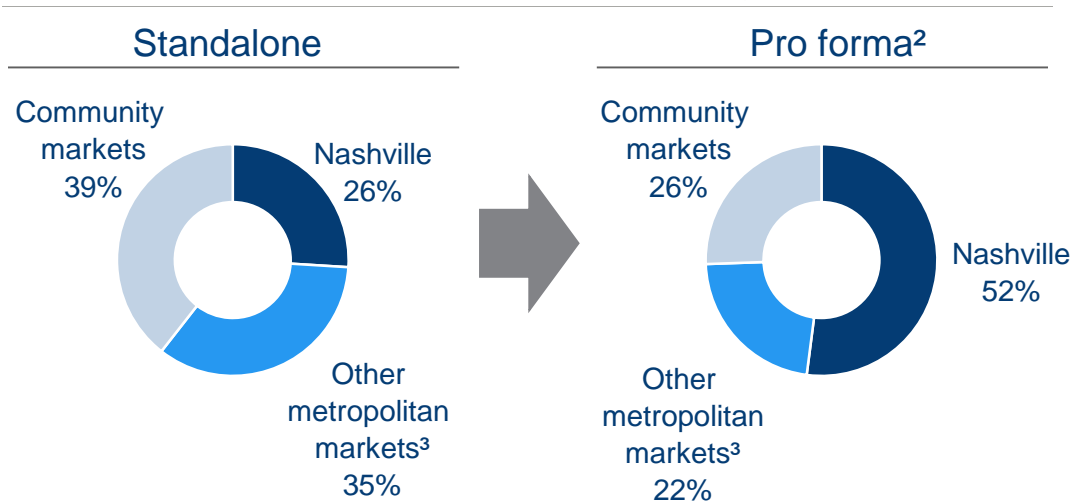 Standalone
Community
markets
39%
Nashville
26%
Other
metropolitan
markets³
35%
Pro forma²
Community
markets
26%
Nashville
52%
Other
metropolitan
markets³
22%